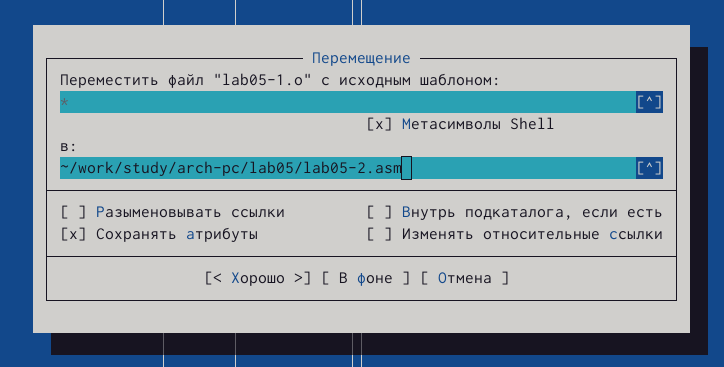 Перемещение
Переместить файл "lab05-1.o" с исходным шаблоном:
* [^]
[x] Метасимволы Shell
в:
~/work/study/arch-pc/lab05/lab05-2.asm [^]
[ ] Разыменовывать ссылки [ ] Внутрь подкаталога, если есть
[x] Сохранять атрибуты [ ] Изменять относительные ссылки
[< Хорошо >] [ В фоне ] [ Отмена ]